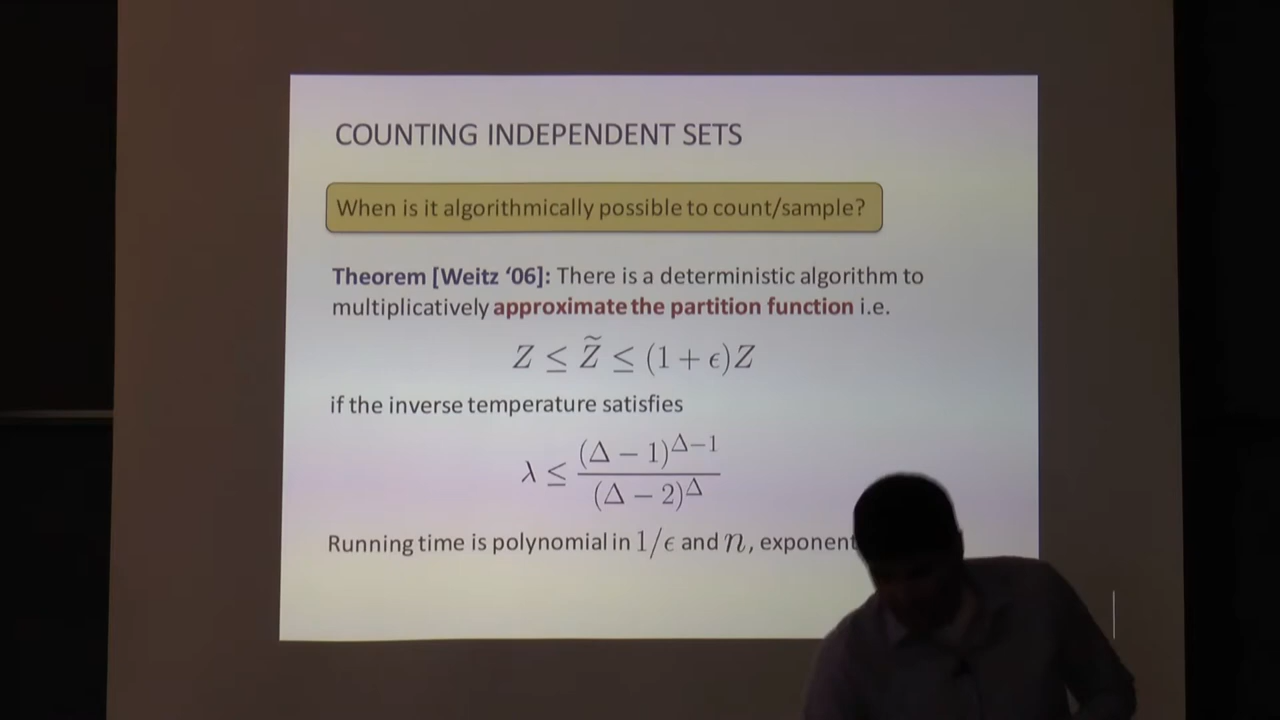 COUNTING INDEPENDENT SETS
When is it algorithmically possible to count/sample?
Theorem [Weitz ‘06]: There is a deterministic algorithm to
multiplicatively approximate the partition function i.e.
Z ≤ Z̃ ≤ (1 + ϵ)Z
if the inverse temperature satisfies
λ ≤ (Δ − 1)^{Δ−1} / (Δ − 2)^Δ
Running time is polynomial in 1/ϵ and n,